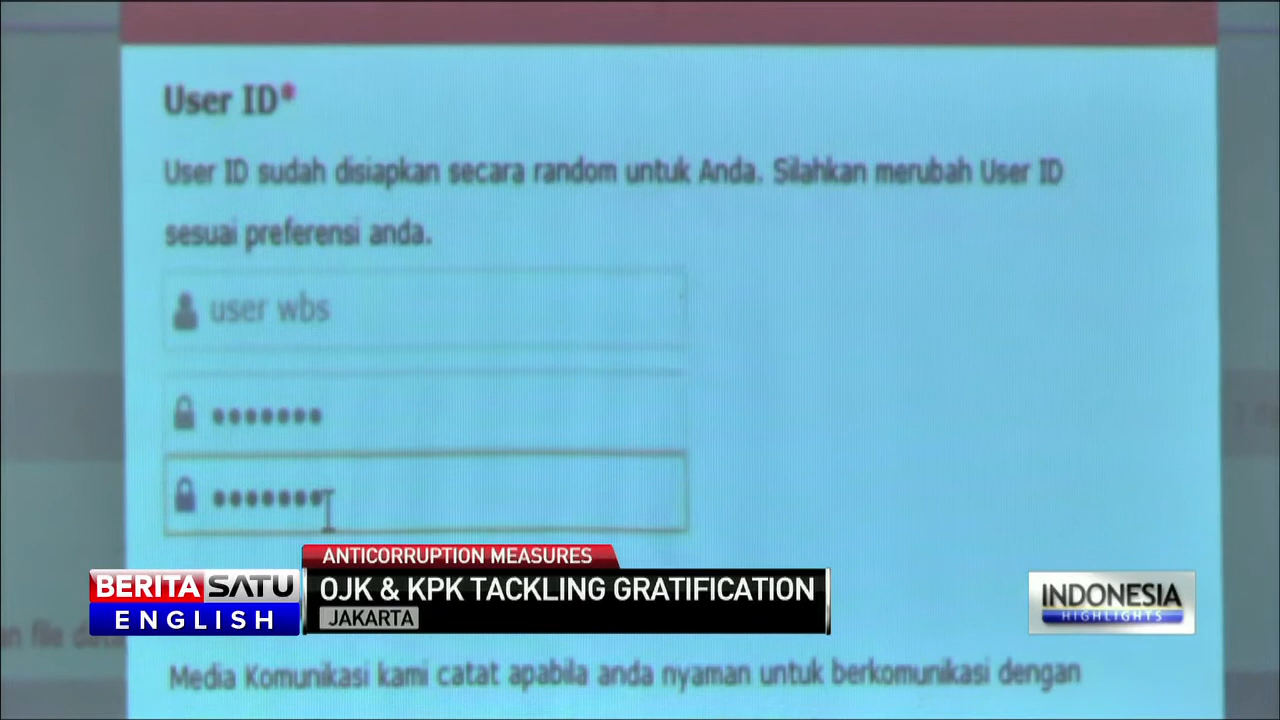 User ID*
User ID sudah disiapkan secara random untuk Anda. Silahkan merubah User ID
sesuai preferensi anda.
user wbs
•••••••
•••••••
ANTICORRUPTION MEASURES
OJK & KPK TACKLING GRATIFICATION
JAKARTA
BERITA SATU
ENGLISH
INDONESIA
HIGHLIGHTS
an file
Media Komunikasi kami catat apabila anda nyaman untuk berkomunikasi dengan